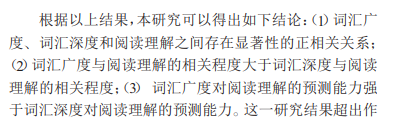 根据以上结果,本研究可以得出如下结论:(1)词汇广
度、词汇深度和阅读理解之间存在显著性的正相关关系;
(2)词汇广度与阅读理解的相关程度大于词汇深度与阅读
理解的相关程度;(3) 词汇广度对阅读理解的预测能力强
于词汇深度对阅读理解的预测能力。这一研究结果超出作